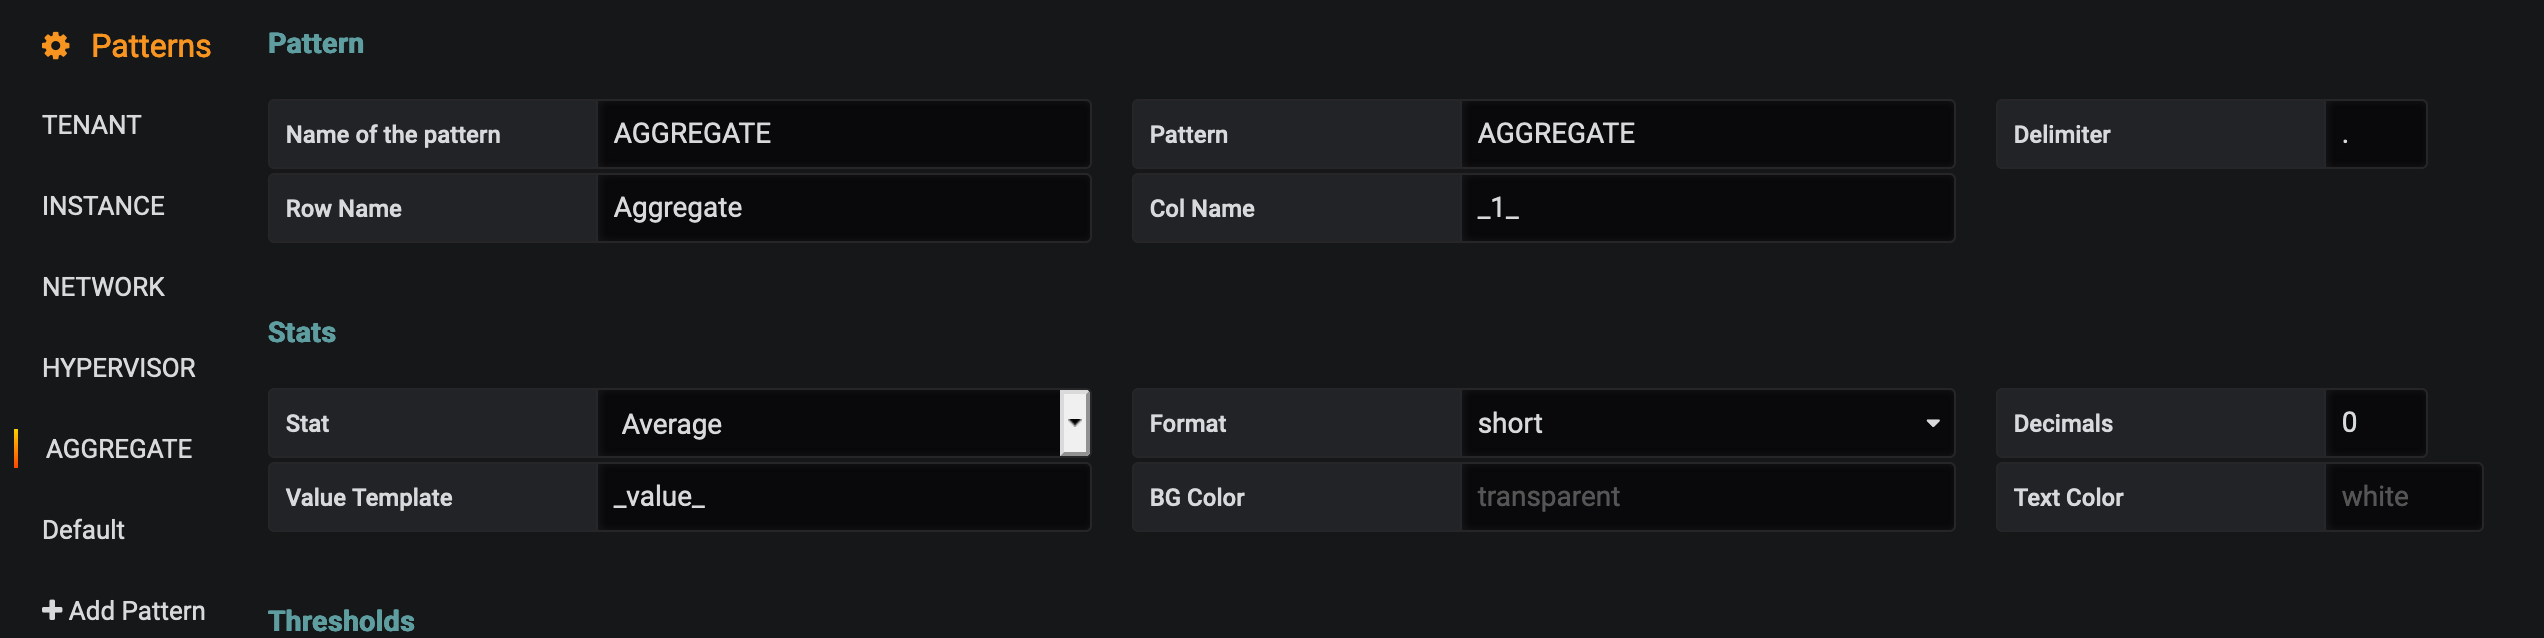 Patterns
TENANT
INSTANCE
NETWORK
HYPERVISOR
AGGREGATE
Default
Add Pattern
Pattern
Name of the pattern AGGREGATE Pattern AGGREGATE Delimiter .
Row Name Aggregate Col Name _1_
Stats
Stat Average Format short Decimals 0
Value Template _value_ BG Color transparent Text Color white
Thresholds